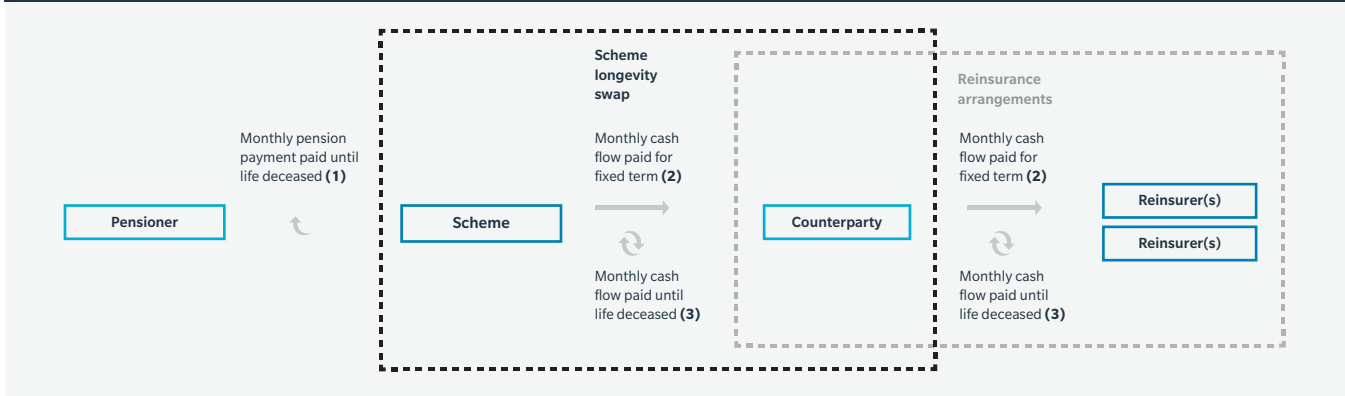 Scheme
longevity
swap
Reinsurance
arrangements
Monthly pension
payment paid until
life deceased (1)
Monthly cash
flow paid for
fixed term (2)
Monthly cash
flow paid for
fixed term (2)
Pensioner
Scheme
Counterparty
Reinsurer(s)
Reinsurer(s)
Monthly cash
flow paid until
life deceased (3)
Monthly cash
flow paid until
life deceased (3)